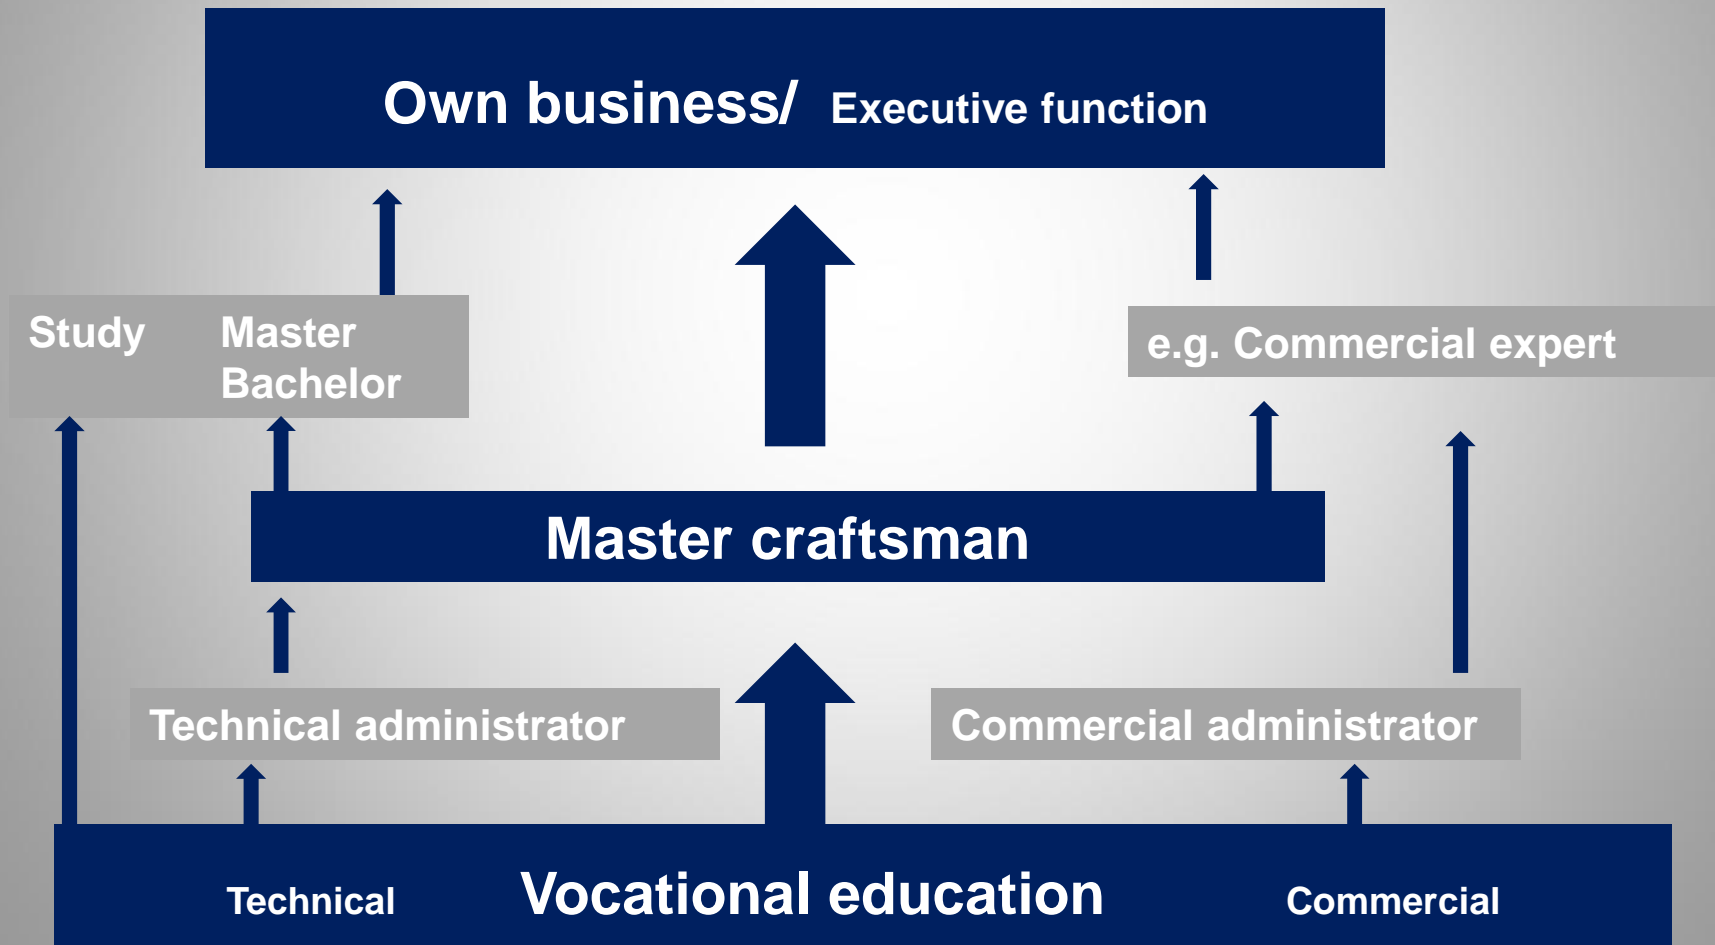 Own business/ Executive function
Study Master
Bachelor
e.g. Commercial expert
Master craftsman
Technical administrator
Commercial administrator
Technical Vocational education Commercial